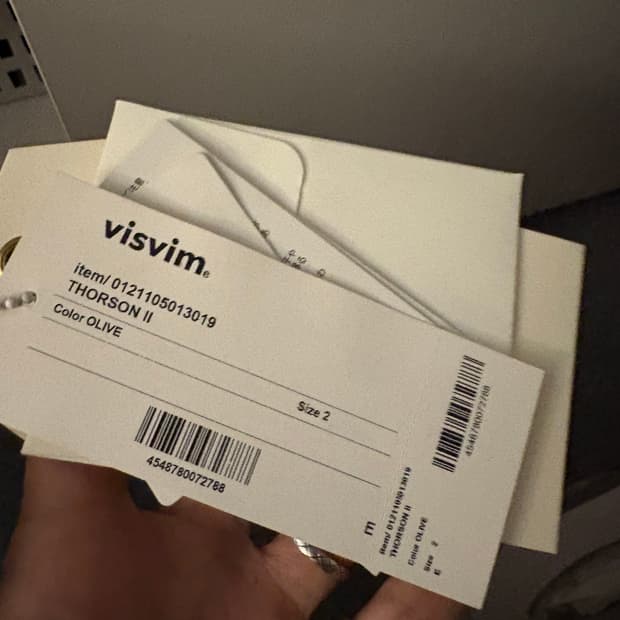 visvim®
item/ 0121105013019
THORSON II
Color OLIVE
Size 2
4548780072788
4548780072788
E
item/ 0121105013019
THORSON II
Color OLIVE
Size 2
E